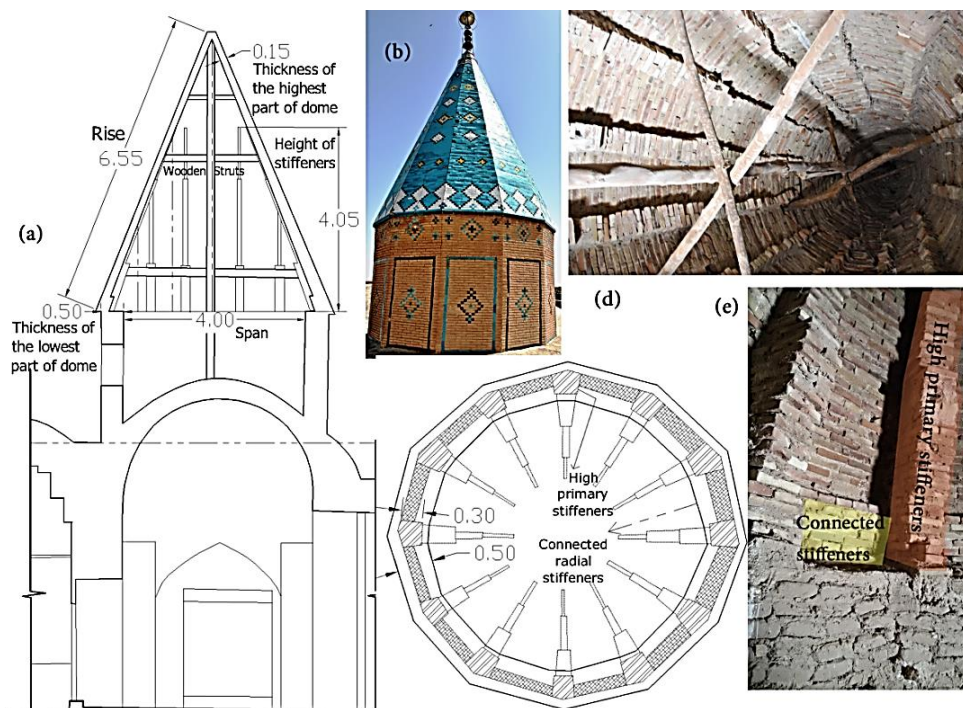 (a)
0.15
Thickness of
the highest
part of dome
Rise
6.55
Height of
stiffeners
Wooden Struts
4.05
0.50
Thickness of
the lowest
part of dome
4.00
Span
(b)
(d)
High
primary
stiffeners
0.30
Connected
radial
stiffeners
0.50
(e)
High primary stiffeners
Connected
stiffeners